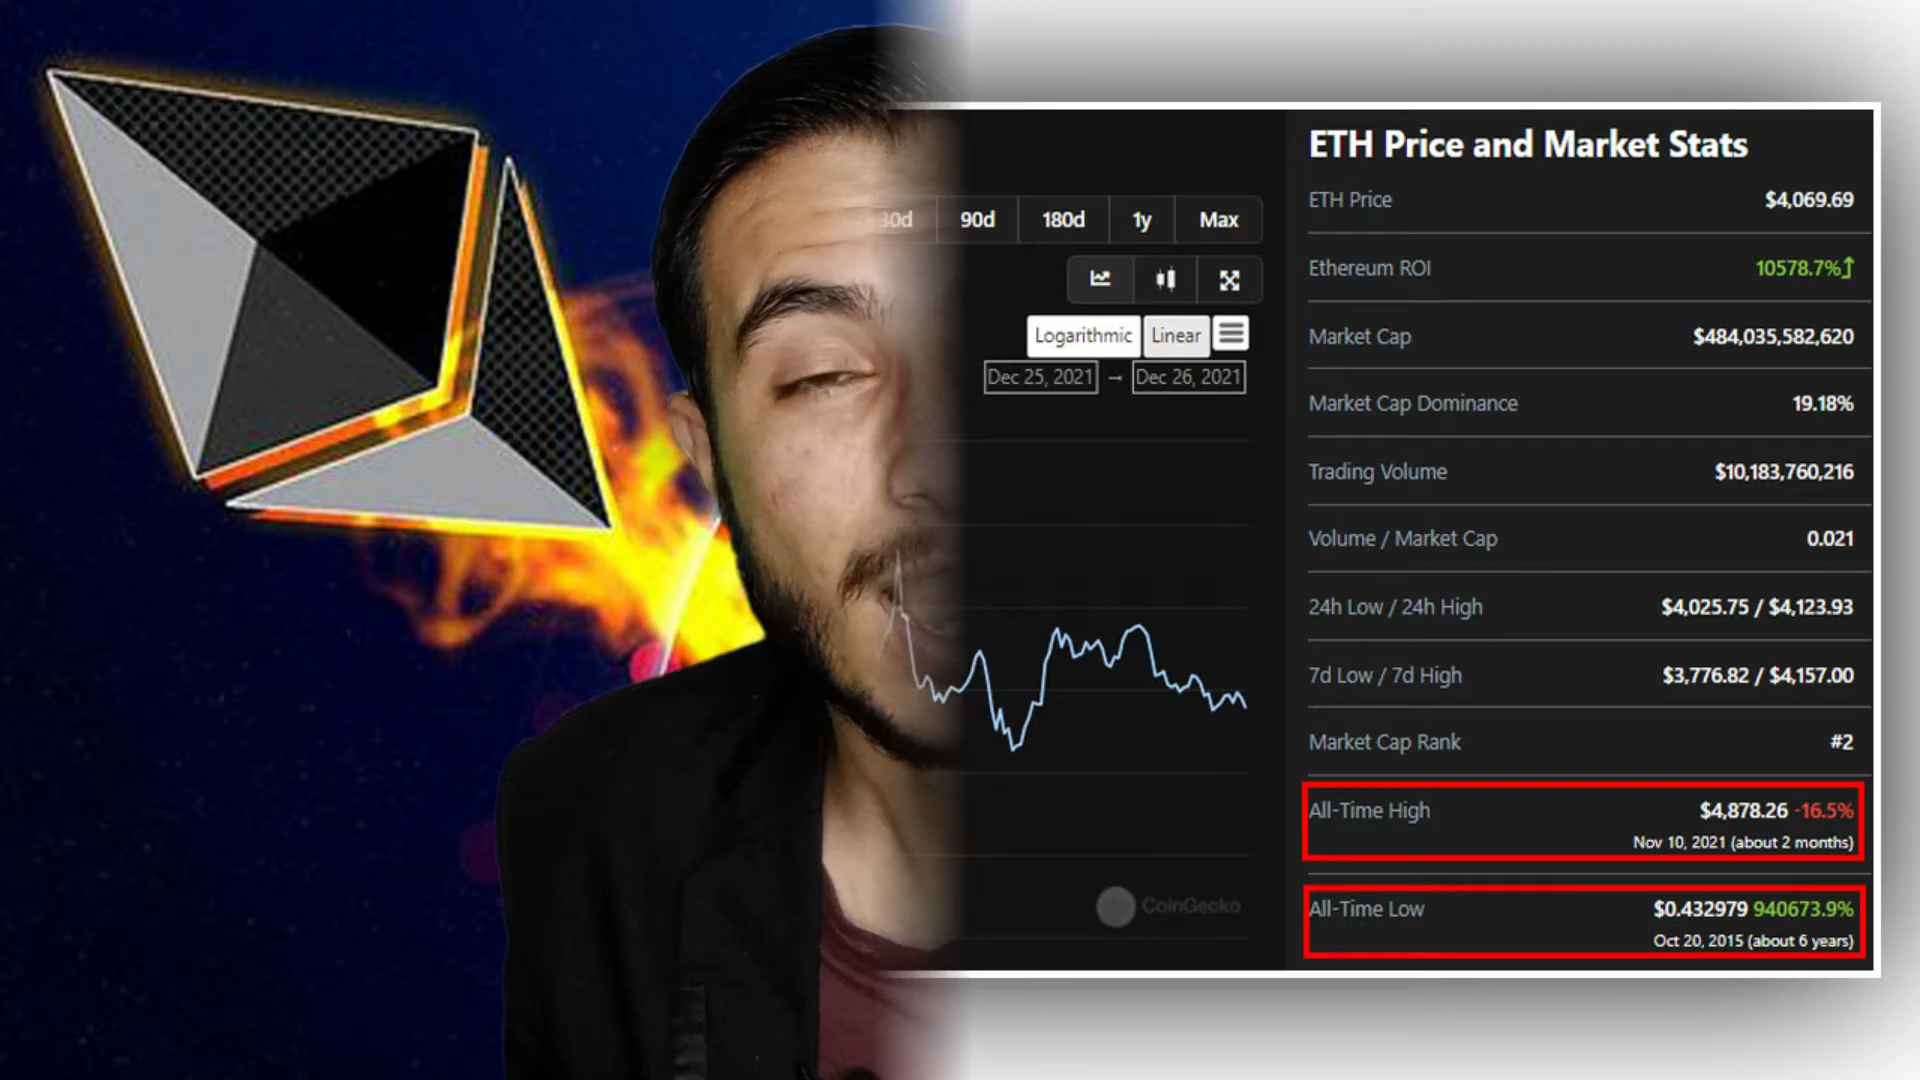 30d 90d 180d 1y Max
Logarithmic Linear
Dec 25, 2021 → Dec 26, 2021
CoinGecko
ETH Price and Market Stats
ETH Price $4,069.69
Ethereum ROI 10578.7%
Market Cap $484,035,582,620
Market Cap Dominance 19.18%
Trading Volume $10,183,760,216
Volume / Market Cap 0.021
24h Low / 24h High $4,025.75 / $4,123.93
7d Low / 7d High $3,776.82 / $4,157.00
Market Cap Rank #2
All-Time High $4,878.26 -16.5%
Nov 10, 2021 (about 2 months)
All-Time Low $0.432979 940673.9%
Oct 20, 2015 (about 6 years)